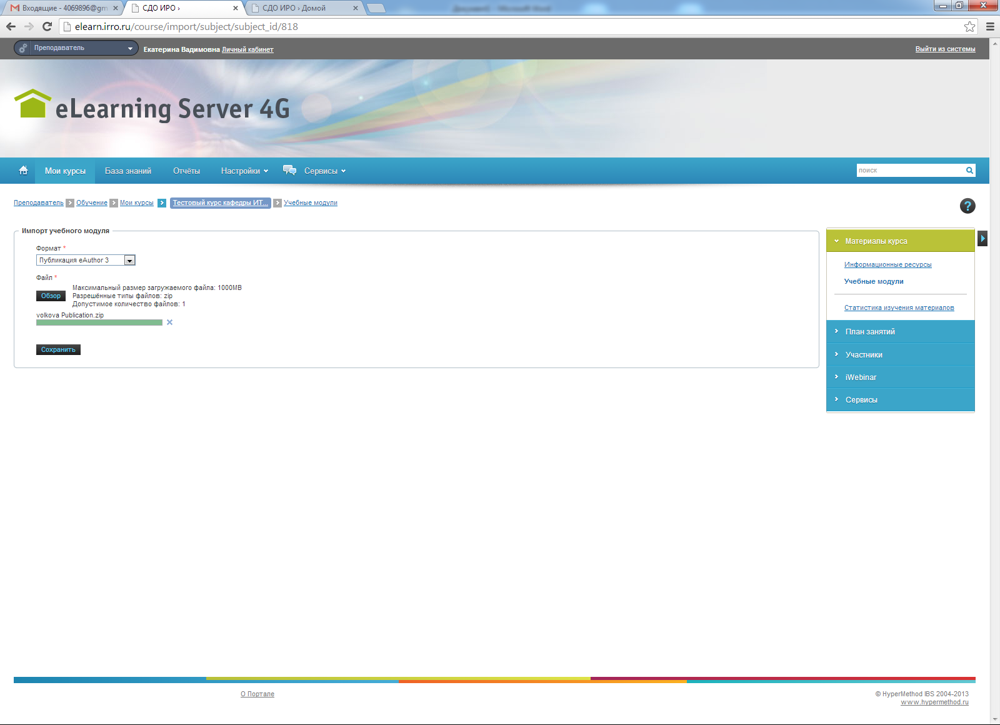 Входящие - 4069896@gm
СДО ИРО ›
СДО ИРО › Домой
elearn.irro.ru/course/import/subject/subject_id/818
Преподаватель
Екатерина Вадимовна Личный кабинет
Выйти из системы
eLearning Server 4G
Мои курсы
База знаний
Отчёты
Настройки
Сервисы
поиск
Преподаватель
Обучение
Мои курсы
Тестовый курс кафедры ИТ...
Учебные модули
?
Импорт учебного модуля
Формат *
Публикация eAuthor 3
Файл *
Обзор
Максимальный размер загружаемого файла: 1000MB
Разрешённые типы файлов: zip
Допустимое количество файлов: 1
volkova Publication.zip
Сохранить
Материалы курса
Информационные ресурсы
Учебные модули
Статистика изучения материалов
План занятий
Участники
iWebinar
Сервисы
О Портале
© HyperMethod IBS 2004-2013
www.hypermethod.ru